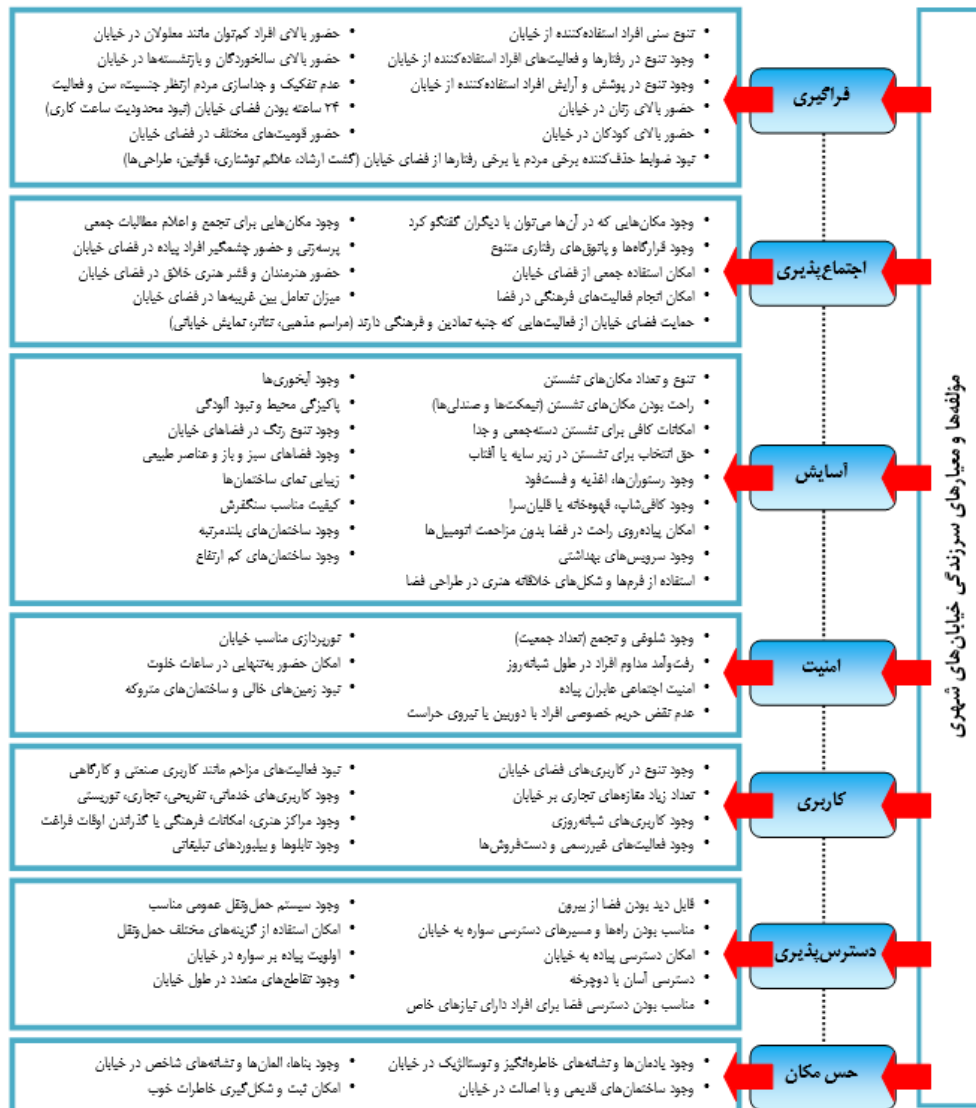 مؤلفه‌ها و معیارهای سرزندگی خیابان‌های شهری
فراگیری
• تنوع سنی افراد استفاده‌کننده از خیابان
• وجود تنوع در رفتارها و فعالیت‌های افراد استفاده‌کننده از خیابان
• وجود تنوع در پوشش و آرایش افراد استفاده‌کننده از خیابان
• حضور بالای زنان در خیابان
• حضور بالای کودکان در خیابان
• حضور بالای افراد کم‌توان مانند معلولان در خیابان
• حضور بالای سالخوردگان و بازنشسته‌ها در خیابان
• عدم تفکیک و جداسازی مردم ازنظر جنسیت، سن و فعالیت
• ۲۴ ساعته بودن فضای خیابان (نبود محدودیت ساعت کاری)
• حضور قومیت‌های مختلف در فضای خیابان
• نبود ضوابط حذف‌کننده برخی مردم یا برخی رفتارها از فضای خیابان (گشت ارشاد، علائم نوشتاری، قوانین، طراحی‌ها)
اجتماع‌پذیری
• وجود مکان‌هایی که در آن‌ها می‌توان با دیگران گفتگو کرد
• وجود قرارگاه‌ها و پاتوق‌های رفتاری متنوع
• امکان استفاده جمعی از فضای خیابان
• امکان انجام فعالیت‌های فرهنگی در فضا
• وجود مکان‌هایی برای تجمع و اعلام مطالبات جمعی
• پرسه‌زنی و حضور چشمگیر افراد پیاده در فضای خیابان
• حضور هنرمندان و قشر هنری خلاق در فضای خیابان
• میزان تعامل بین غریبه‌ها در فضای خیابان
• حمایت فضای خیابان از فعالیت‌هایی که جنبه نمادین و فرهنگی دارند (مراسم مذهبی، تئاتر، نمایش خیابانی)
آسایش
• تنوع و تعداد مکان‌های نشستن
• راحت بودن مکان‌های نشستن (نیمکت‌ها و صندلی‌ها)
• امکانات کافی برای نشستن دسته‌جمعی و جدا
• حق انتخاب برای نشستن در زیر سایه یا آفتاب
• وجود رستوران‌ها، اغذیه و فست‌فود
• وجود کافی‌شاپ، قهوه‌خانه یا قلیان‌سرا
• امکان پیاده‌روی راحت در فضا بدون مزاحمت اتومبیل‌ها
• وجود سرویس‌های بهداشتی
• وجود آبخوری‌ها
• پاکیزگی محیط و نبود آلودگی
• وجود تنوع رنگ در فضاهای خیابان
• وجود فضاهای سبز و باز و عناصر طبیعی
• زیبایی نمای ساختمان‌ها
• کیفیت مناسب سنگفرش
• وجود ساختمان‌های بلندمرتبه
• وجود ساختمان‌های کم ارتفاع
• استفاده از فرم‌ها و شکل‌های خلاقانه هنری در طراحی فضا
امنیت
• وجود شلوغی و تجمع (تعداد جمعیت)
• رفت‌وآمد مداوم افراد در طول شبانه‌روز
• امنیت اجتماعی عابران پیاده
• نورپردازی مناسب خیابان
• امکان حضور به‌تنهایی در ساعات خلوت
• نبود زمین‌های خالی و ساختمان‌های متروکه
• عدم نقض حریم خصوصی افراد با دوربین یا نیروی حراست
کاربری
• وجود تنوع در کاربری‌های فضای خیابان
• تعداد زیاد مغازه‌های تجاری بر خیابان
• وجود کاربری‌های شبانه‌روزی
• وجود فعالیت‌های غیررسمی و دست‌فروش‌ها
• نبود فعالیت‌های مزاحم مانند کاربری صنعتی و کارگاهی
• وجود کاربری‌های خدماتی، تفریحی، تجاری، توریستی
• وجود مراکز هنری، امکانات فرهنگی یا گذراندن اوقات فراغت
• وجود تابلوها و بیلبوردهای تبلیغاتی
دسترس‌پذیری
• قابل دید بودن فضا از بیرون
• مناسب بودن راه‌ها و مسیرهای دسترسی سواره به خیابان
• امکان دسترسی پیاده به خیابان
• دسترسی آسان با دوچرخه
• وجود سیستم حمل‌ونقل عمومی مناسب
• امکان استفاده از گزینه‌های مختلف حمل‌ونقل
• اولویت پیاده بر سواره در خیابان
• وجود تقاطع‌های متعدد در طول خیابان
• مناسب بودن دسترسی فضا برای افراد دارای نیازهای خاص
حس مکان
• وجود یادمان‌ها و نشانه‌های خاطره‌انگیز و نوستالژیک در خیابان
• وجود ساختمان‌های قدیمی و با اصالت در خیابان
• وجود بناها، المان‌ها و نشانه‌های شاخص در خیابان
• امکان ثبت و شکل‌گیری خاطرات خوب